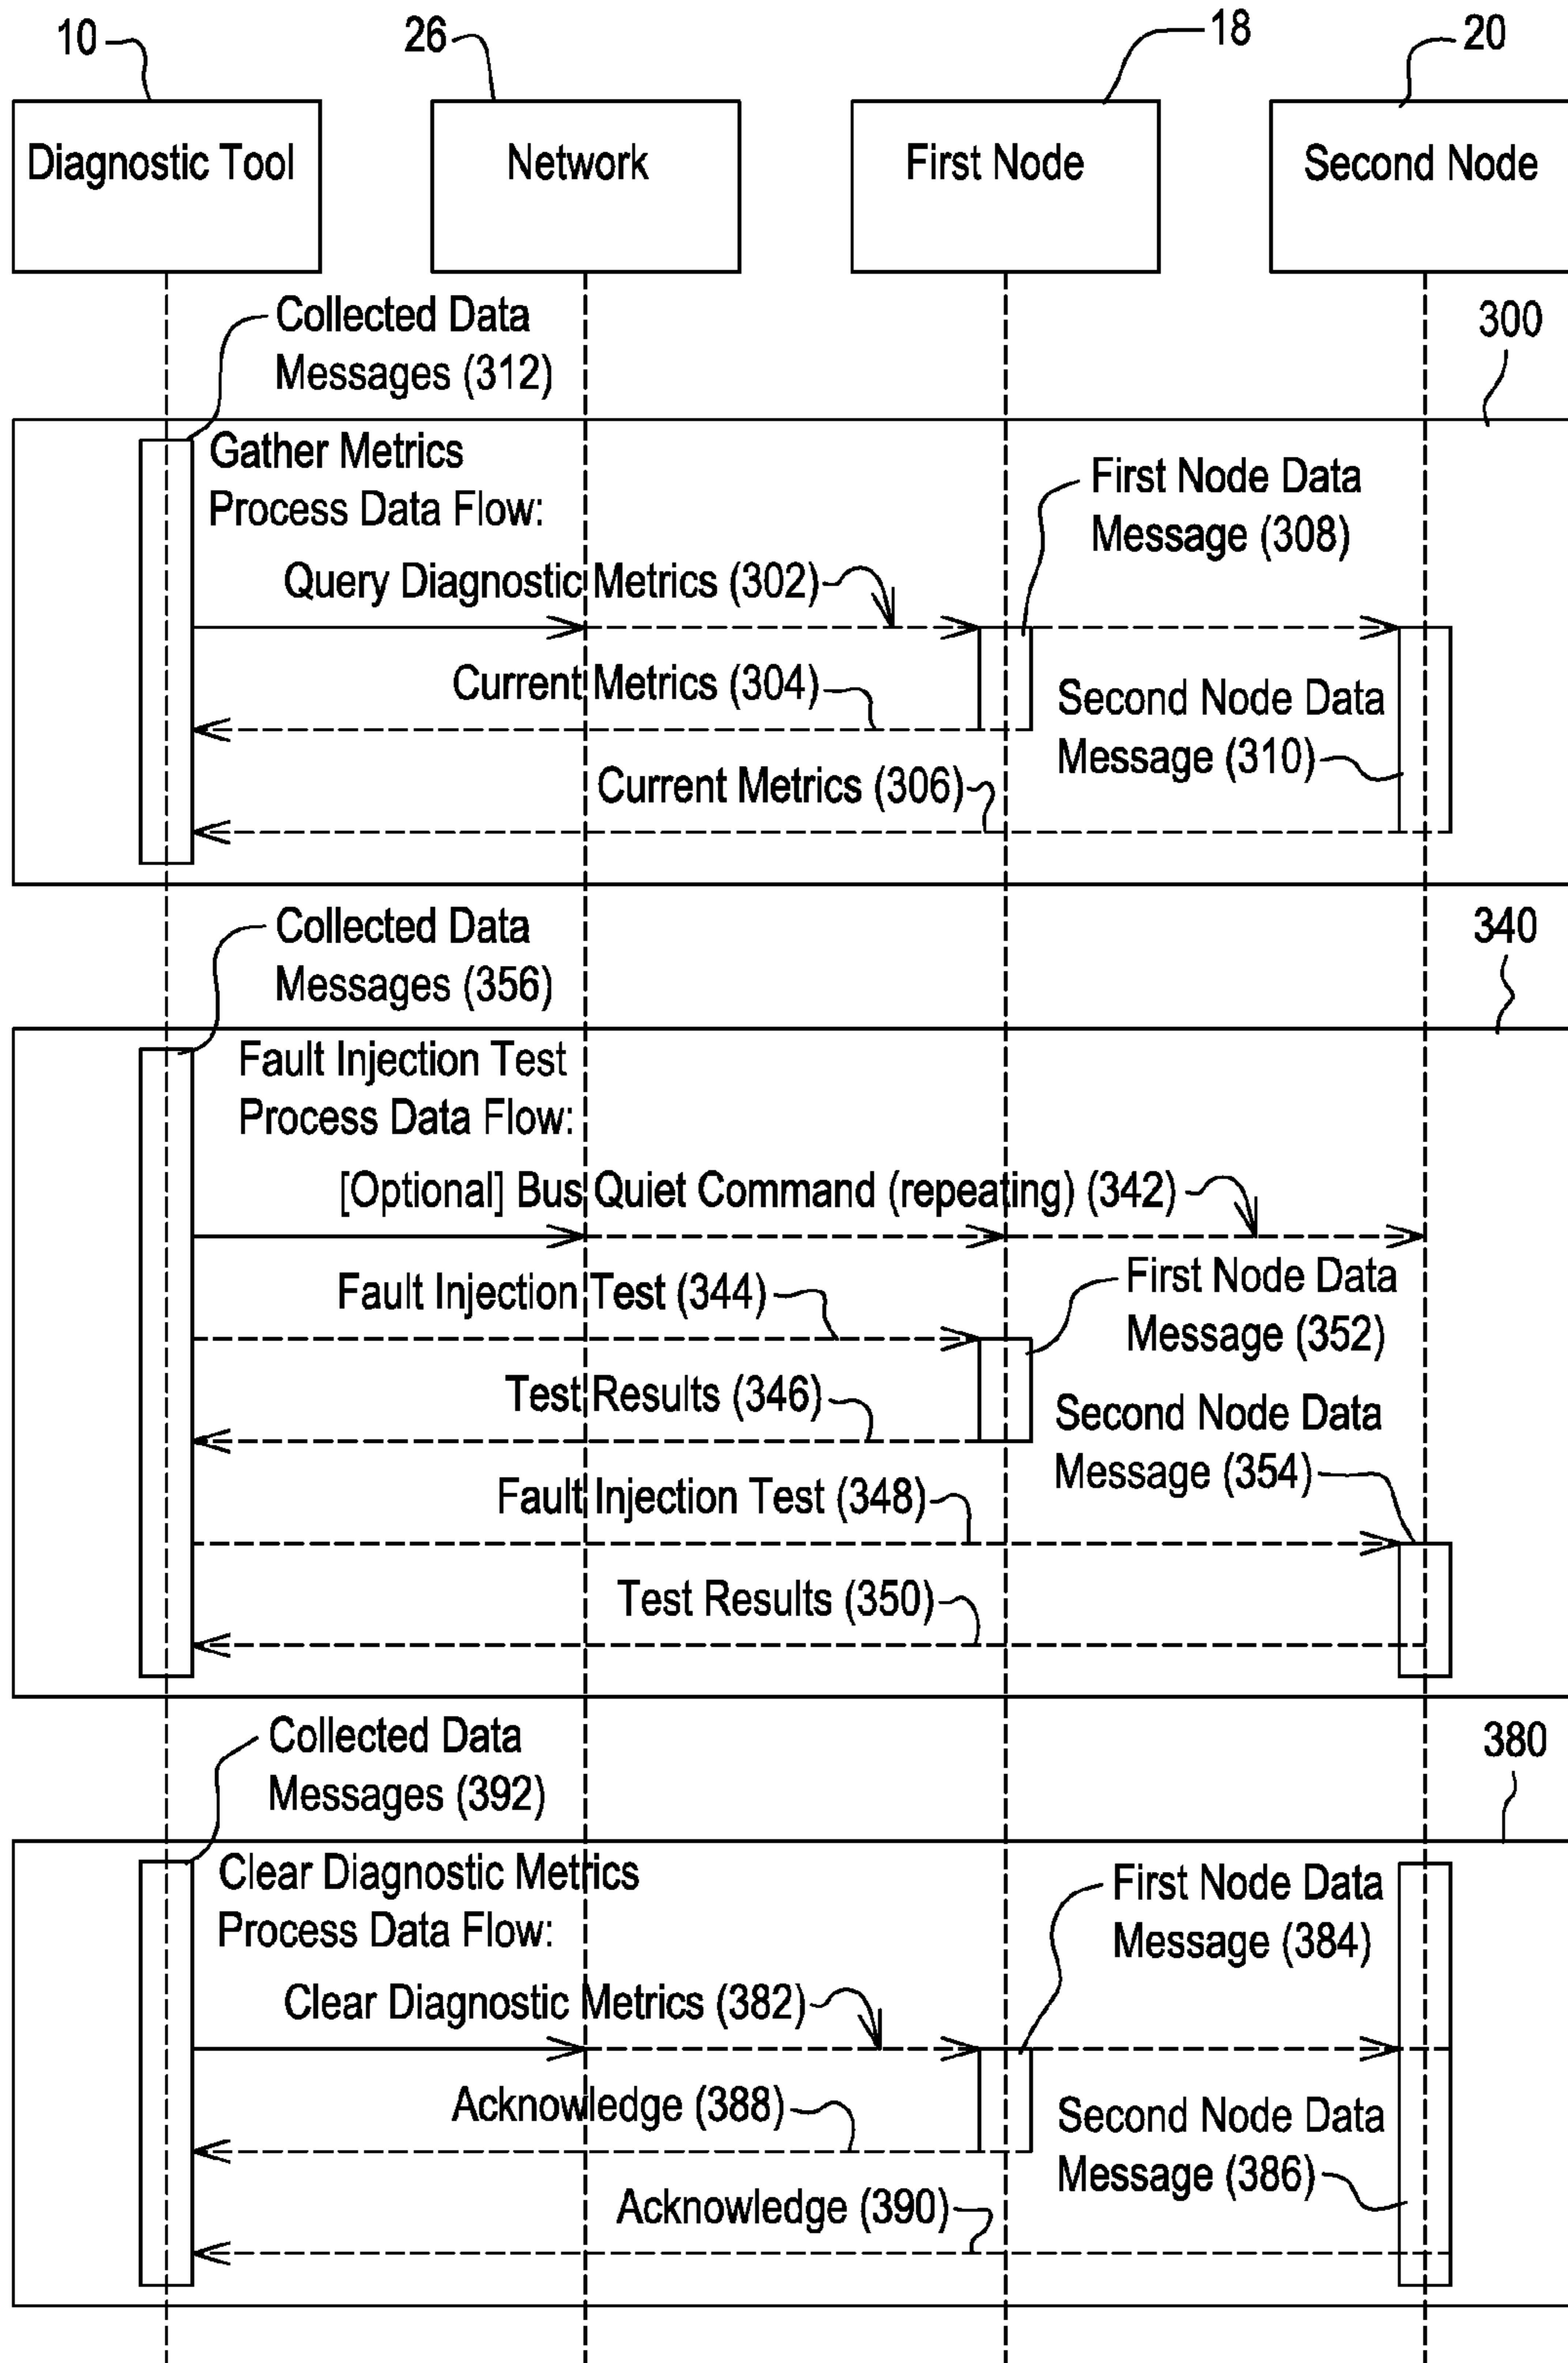 10
26
18
20
Diagnostic Tool
Network
First Node
Second Node
Collected Data
Messages (312)
300
Gather Metrics
Process Data Flow:
First Node Data
Message (308)
Query Diagnostic Metrics (302)
Current Metrics (304)
Second Node Data
Message (310)
Current Metrics (306)
Collected Data
Messages (356)
340
Fault Injection Test
Process Data Flow:
[Optional] Bus Quiet Command (repeating) (342)
First Node Data
Message (352)
Fault Injection Test (344)
Test Results (346)
Second Node Data
Message (354)
Fault Injection Test (348)
Test Results (350)
Collected Data
Messages (392)
380
Clear Diagnostic Metrics
Process Data Flow:
First Node Data
Message (384)
Clear Diagnostic Metrics (382)
Acknowledge (388)
Second Node Data
Message (386)
Acknowledge (390)